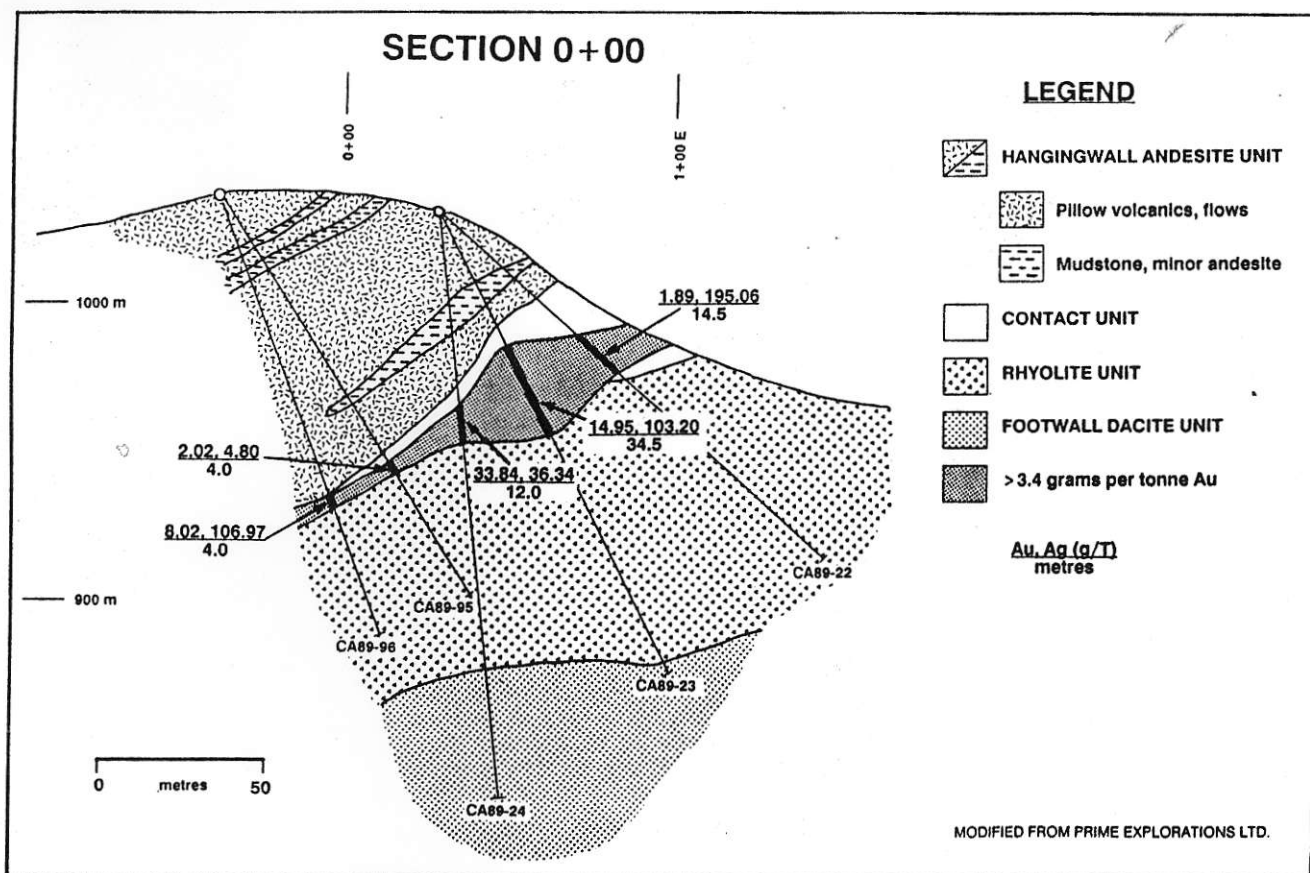 SECTION 0+00
0+00
1+00 E
1000 m
900 m
1.89, 195.06
14.5
14.95, 103.20
34.5
33.84, 36.34
12.0
2.02, 4.80
4.0
8.02, 106.97
4.0
CA89-22
CA89-95
CA89-96
CA89-23
CA89-24
0 metres 50
LEGEND
HANGINGWALL ANDESITE UNIT
Pillow volcanics, flows
Mudstone, minor andesite
CONTACT UNIT
RHYOLITE UNIT
FOOTWALL DACITE UNIT
>3.4 grams per tonne Au
Au, Ag (g/T)
metres
MODIFIED FROM PRIME EXPLORATIONS LTD.